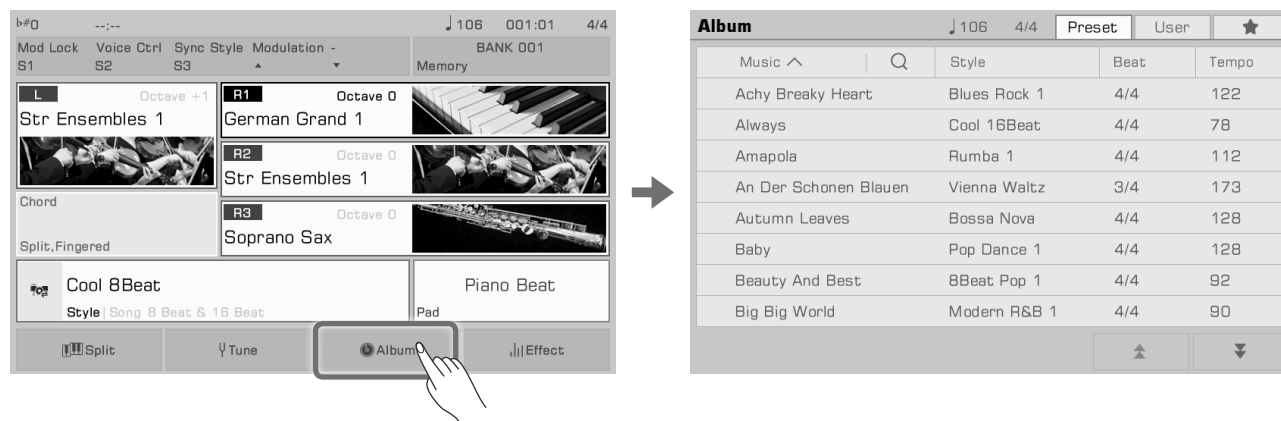 ♭#0 --:-- ♩106 001:01 4/4
Mod Lock Voice Ctrl Sync Style Modulation - BANK 001
S1 S2 S3 ▲ ▼ Memory
L Octave +1
Str Ensembles 1
R1 Octave 0
German Grand 1
R2 Octave 0
Str Ensembles 1
Chord
Split,Fingered
R3 Octave 0
Soprano Sax
Cool 8Beat
Style | Song 8 Beat & 16 Beat
Piano Beat
Pad
Split Tune Album Effect
Album ♩106 4/4 Preset User ★
Music Style Beat Tempo
Achy Breaky Heart Blues Rock 1 4/4 122
Always Cool 16Beat 4/4 78
Amapola Rumba 1 4/4 112
An Der Schonen Blauen Vienna Waltz 3/4 173
Autumn Leaves Bossa Nova 4/4 128
Baby Pop Dance 1 4/4 128
Beauty And Best 8Beat Pop 1 4/4 92
Big Big World Modern R&B 1 4/4 90